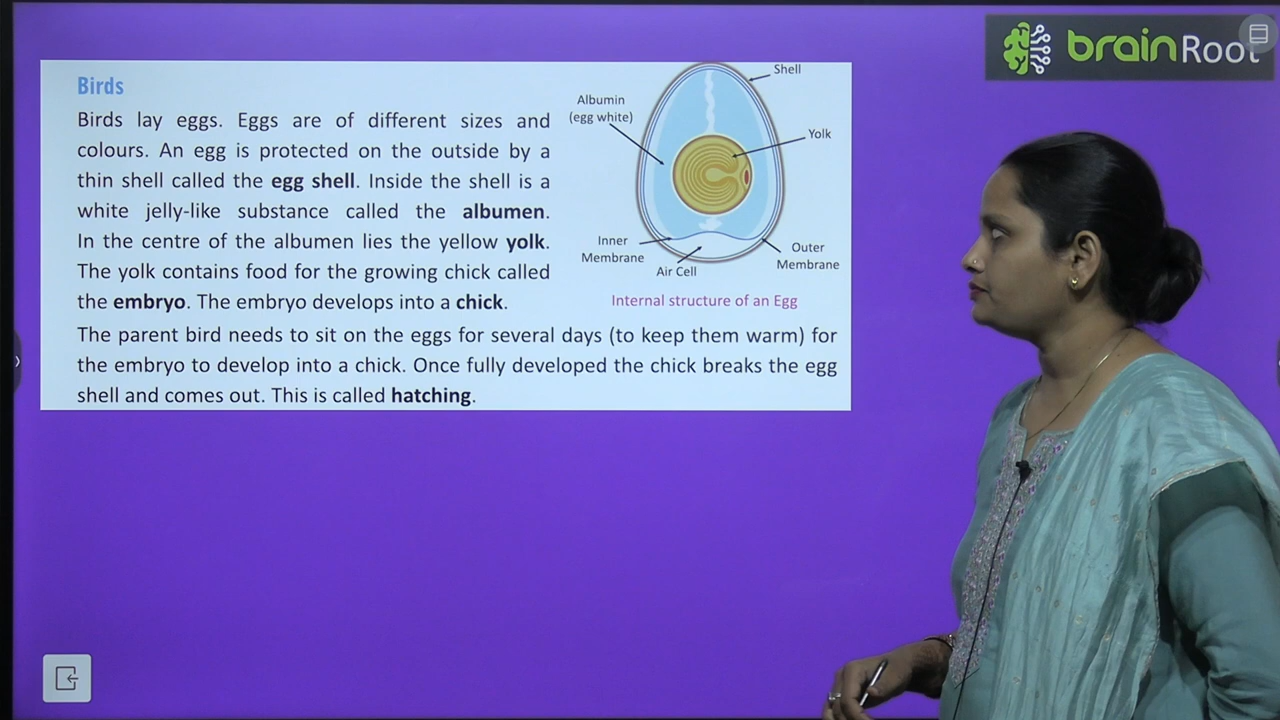 brainRoot
Birds
Birds lay eggs. Eggs are of different sizes and
colours. An egg is protected on the outside by a
thin shell called the egg shell. Inside the shell is a
white jelly-like substance called the albumen.
In the centre of the albumen lies the yellow yolk.
The yolk contains food for the growing chick called
the embryo. The embryo develops into a chick.
The parent bird needs to sit on the eggs for several days (to keep them warm) for
the embryo to develop into a chick. Once fully developed the chick breaks the egg
shell and comes out. This is called hatching.
Shell
Albumin
(egg white)
Yolk
Inner
Membrane
Air Cell
Outer
Membrane
Internal structure of an Egg